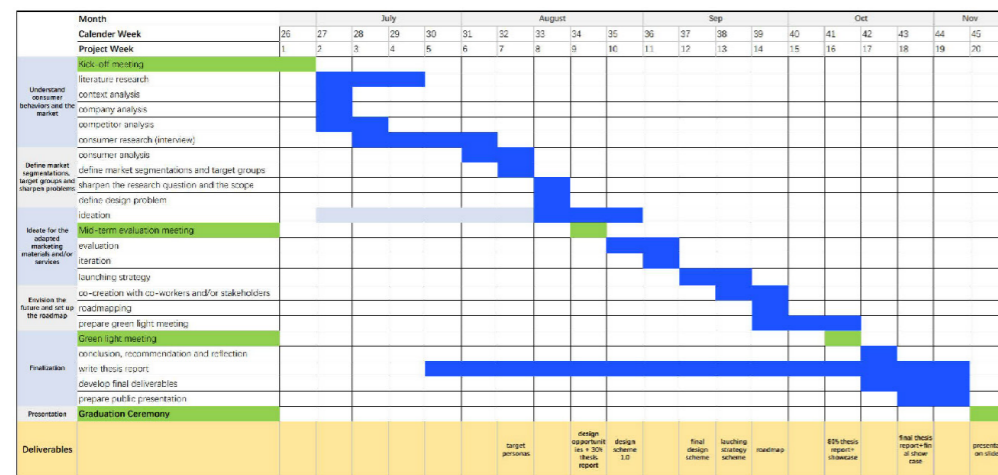 Month July August Sep Oct Nov
Calender Week 26 27 28 29 30 31 32 33 34 35 36 37 38 39 40 41 42 43 44 45
Project Week 1 2 3 4 5 6 7 8 9 10 11 12 13 14 15 16 17 18 19 20
Kick-off meeting
Understand
consumer
behaviors and the
market
literature research
context analysis
company analysis
competitor analysis
consumer research (interview)
Define market
segmentations,
target groups and
sharpen problems
consumer analysis
define market segmentations and target groups
sharpen the research question and the scope
define design problem
Ideate for the
adapted
marketing
materials and/or
services
ideation
Mid-term evaluation meeting
evaluation
iteration
launching strategy
Envision the
future and set up
the roadmap
co-creation with co-workers and/or stakeholders
roadmapping
prepare green light meeting
Finalization
Green light meeting
conclusion, recommendation and reflection
write thesis report
develop final deliverables
prepare public presentation
Presentation Graduation Ceremony
Deliverables
target
personas
design
opportunit
ies + 30%
thesis
report
design
scheme
1.0
final
design
scheme
lauching
strategy
scheme
roadmap
80% thesis
report+
showcase
final thesis
report+fin
al show
case
presentati
on slide